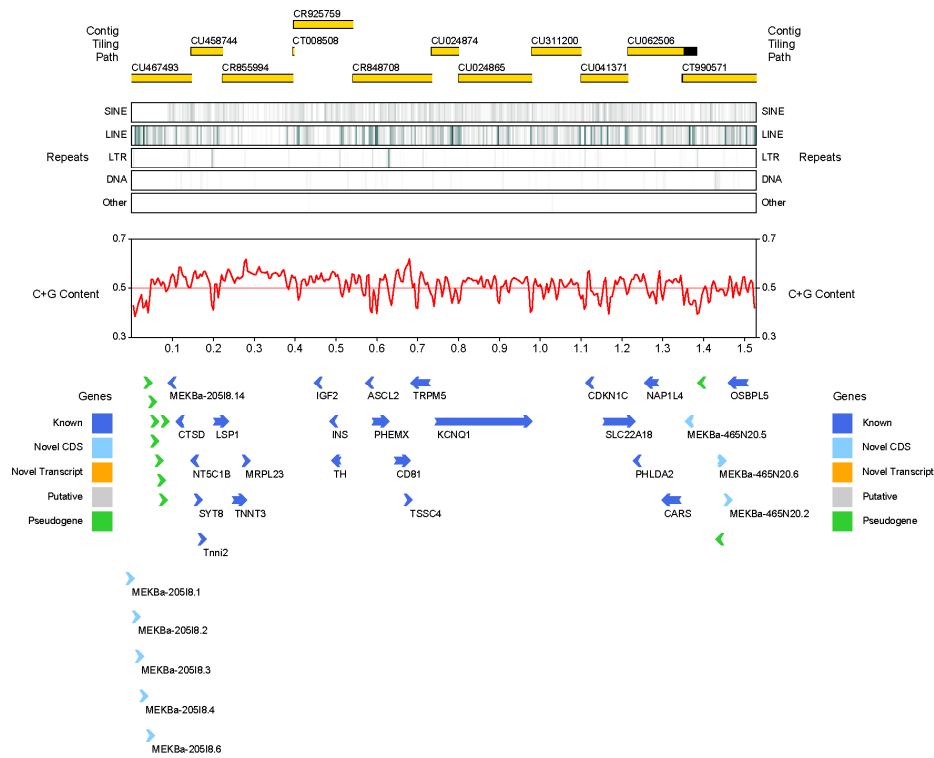 CR925759
Contig Tiling Path
CU458744
CT008508
CU024874
CU311200
CU062506
Contig Tiling Path
CU467493
CR855994
CR848708
CU024865
CU041371
CT990571
SINE
SINE
LINE
LINE
Repeats
LTR
LTR
Repeats
DNA
DNA
Other
Other
0.7
0.7
C+G Content
0.5
0.5
C+G Content
0.3
0.3
0.1 0.2 0.3 0.4 0.5 0.6 0.7 0.8 0.9 1.0 1.1 1.2 1.3 1.4 1.5
Genes
MEKBa-205I8.14
IGF2
ASCL2
TRPM5
CDKN1C
NAP1L4
OSBPL5
Genes
Known
CTSD
LSP1
INS
PHEMX
KCNQ1
SLC22A18
MEKBa-465N20.5
Known
Novel CDS
Novel CDS
Novel Transcript
NT5C1B
MRPL23
TH
CD81
PHLDA2
MEKBa-465N20.6
Novel Transcript
Putative
Putative
SYT8
TNNT3
TSSC4
CARS
MEKBa-465N20.2
Pseudogene
Pseudogene
Tnni2
MEKBa-205I8.1
MEKBa-205I8.2
MEKBa-205I8.3
MEKBa-205I8.4
MEKBa-205I8.6